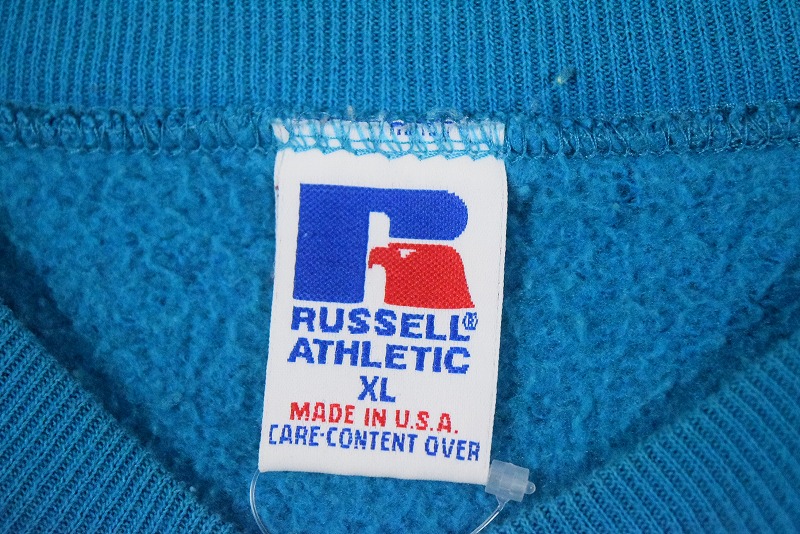 RUSSELL®
ATHLETIC
XL
MADE IN U.S.A.
CARE-CONTENT OVER